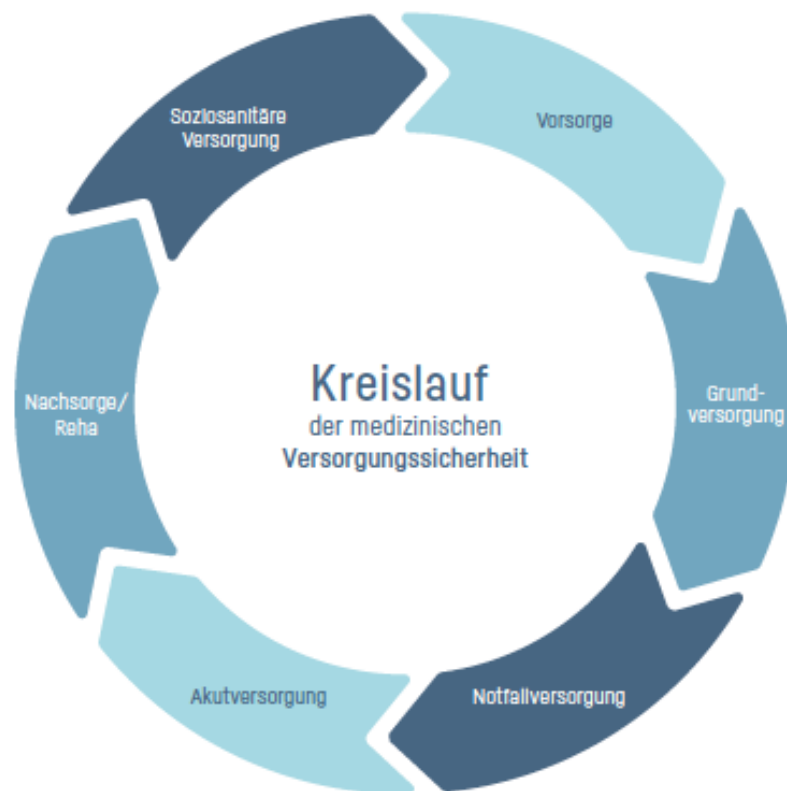 Kreislauf
der medizinischen
Versorgungssicherheit
Vorsorge
Grund-
versorgung
Notfallversorgung
Akutversorgung
Nachsorge/
Reha
Soziosanitäre
Versorgung